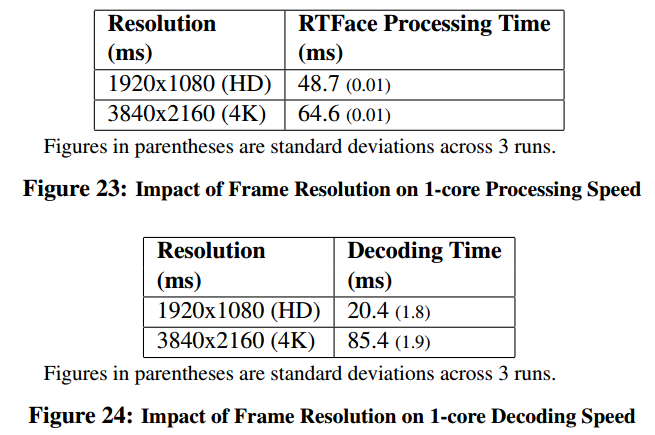 Resolution RTFace Processing Time
(ms) (ms)
1920x1080 (HD) 48.7 (0.01)
3840x2160 (4K) 64.6 (0.01)
Figures in parentheses are standard deviations across 3 runs.
Figure 23: Impact of Frame Resolution on 1-core Processing Speed
Resolution Decoding Time
(ms) (ms)
1920x1080 (HD) 20.4 (1.8)
3840x2160 (4K) 85.4 (1.9)
Figures in parentheses are standard deviations across 3 runs.
Figure 24: Impact of Frame Resolution on 1-core Decoding Speed